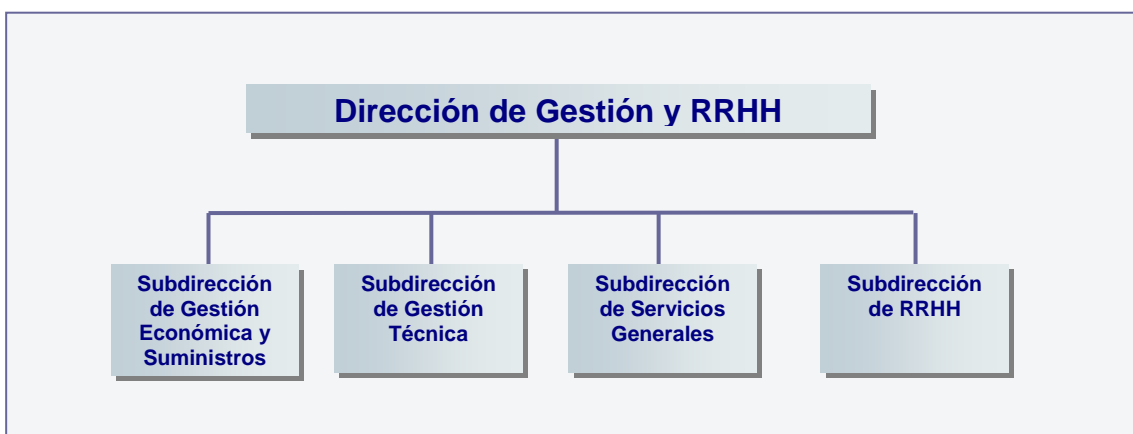 Dirección de Gestión y RRHH
Subdirección
de Gestión
Económica y
Suministros
Subdirección
de Gestión
Técnica
Subdirección
de Servicios
Generales
Subdirección
de RRHH